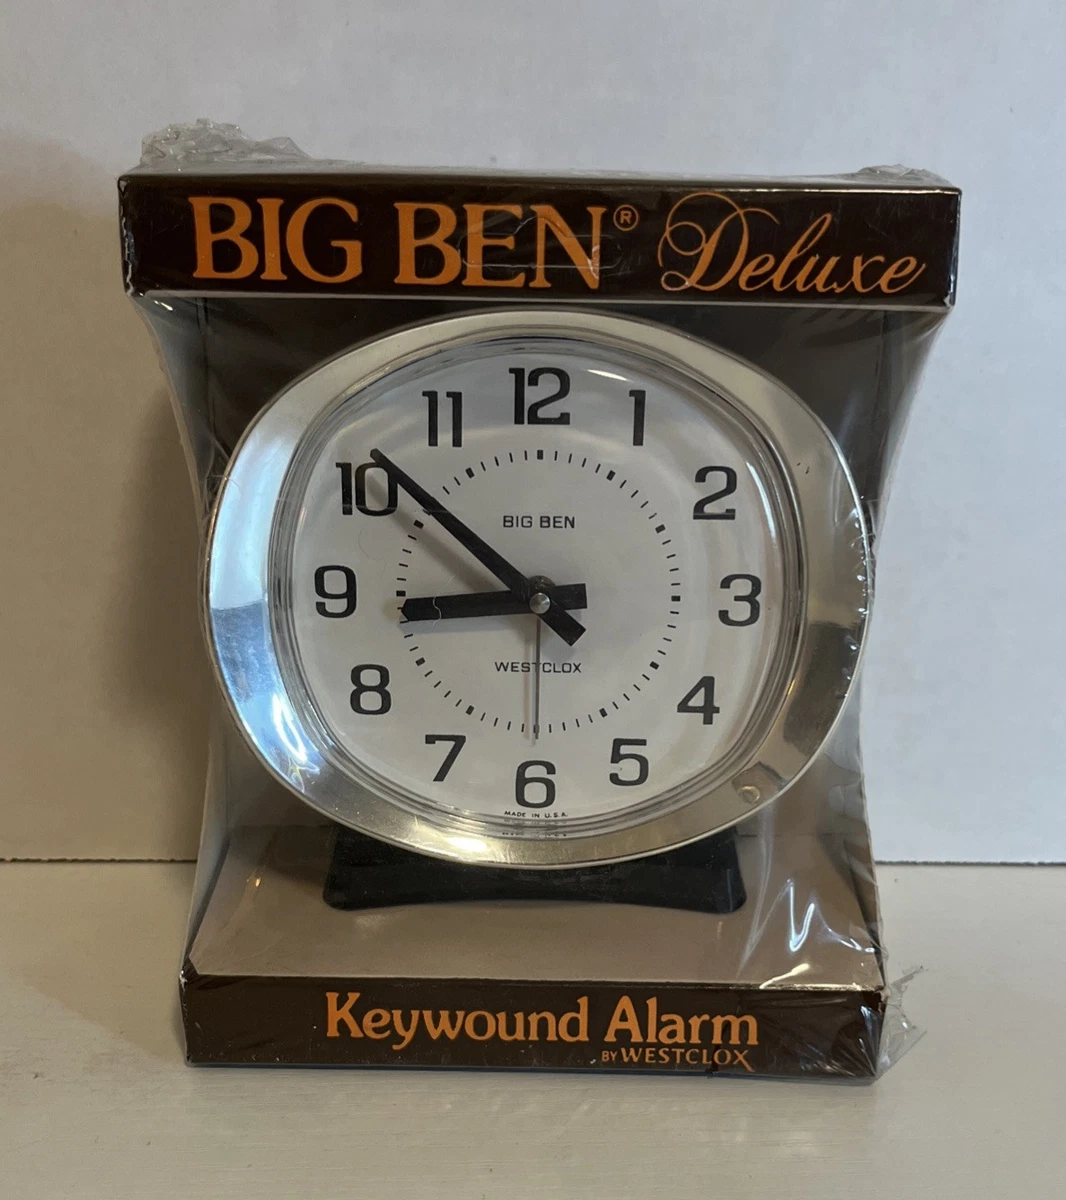 BIG BEN® Deluxe
12
11 1
10 2
BIG BEN
9 3
WESTCLOX
8 4
7 5
6
MADE IN U.S.A.
Keywound Alarm
BY WESTCLOX